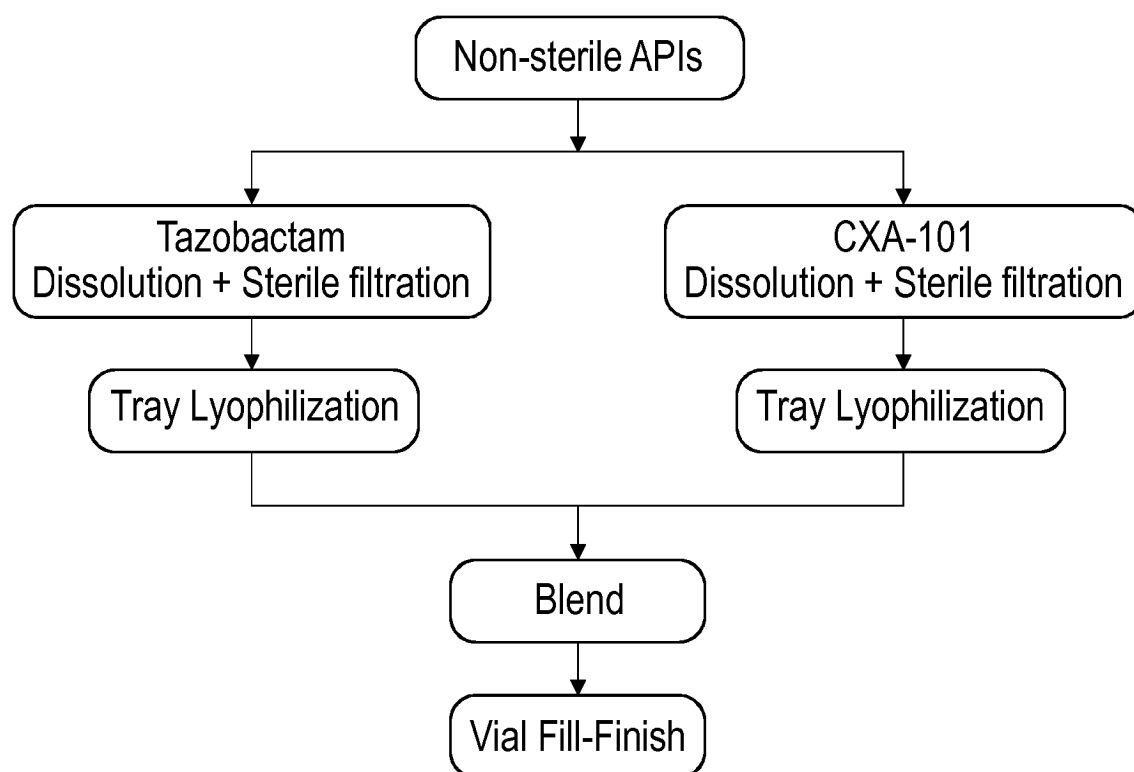 Non-sterile APIs
Tazobactam
Dissolution + Sterile filtration
CXA-101
Dissolution + Sterile filtration
Tray Lyophilization
Tray Lyophilization
Blend
Vial Fill-Finish